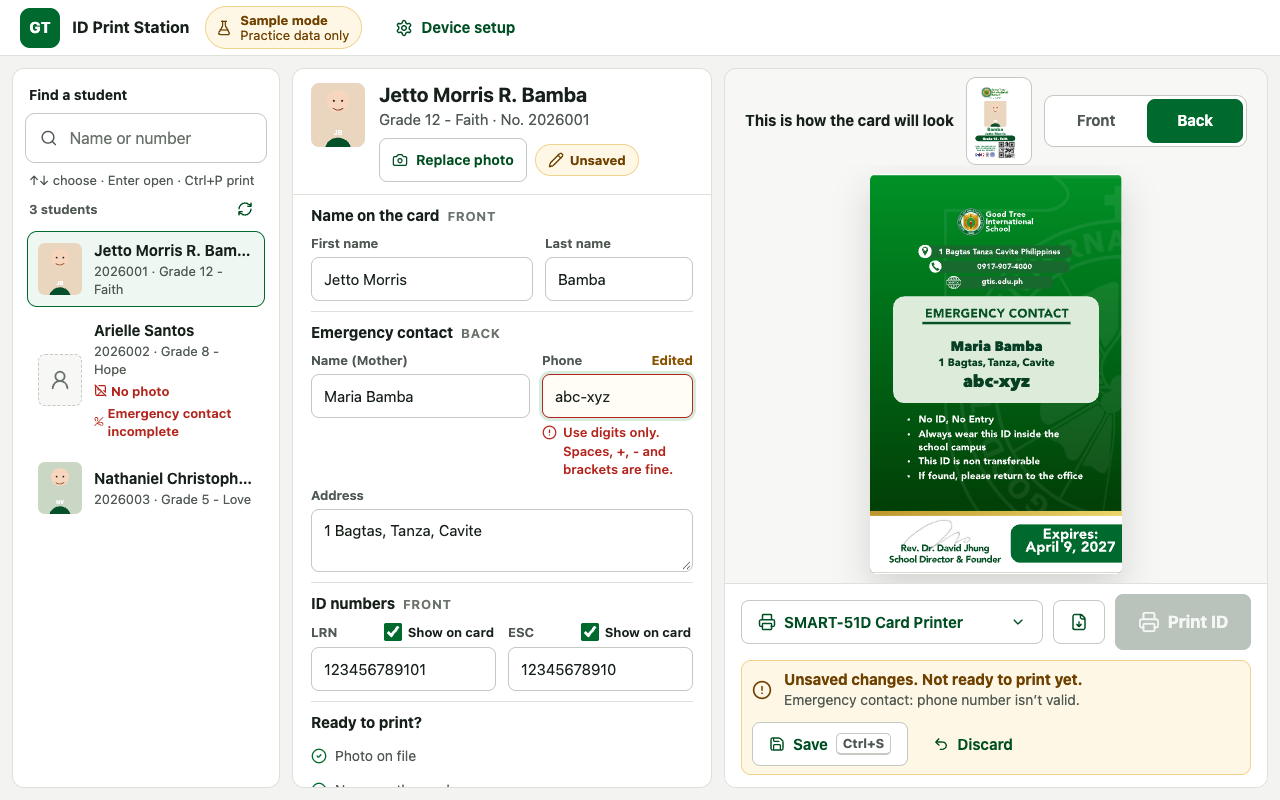 GT
ID Print Station
Sample mode
Practice data only
Device setup
Find a student
Name or number
↑↓ choose · Enter open · Ctrl+P print
3 students
Jetto Morris R. Bam...
2026001 · Grade 12 -
Faith
Arielle Santos
2026002 · Grade 8 -
Hope
No photo
Emergency contact
incomplete
Nathaniel Christoph...
2026003 · Grade 5 - Love
Jetto Morris R. Bamba
Grade 12 - Faith · No. 2026001
Replace photo
Unsaved
Name on the card FRONT
First name
Last name
Jetto Morris
Bamba
Emergency contact BACK
Name (Mother)
Phone
Edited
Maria Bamba
abc-xyz
Use digits only.
Spaces, +, - and
brackets are fine.
Address
1 Bagtas, Tanza, Cavite
ID numbers FRONT
LRN
Show on card
ESC
Show on card
123456789101
12345678910
Ready to print?
Photo on file
This is how the card will look
Front
Back
Good Tree
International
School
1 Bagtas Tanza Cavite Philippines
0917-907-4000
gtis.edu.ph
EMERGENCY CONTACT
Maria Bamba
1 Bagtas, Tanza, Cavite
abc-xyz
• No ID, No Entry
• Always wear this ID inside the
school campus
• This ID is non transferable
• If found, please return to the office
Rev. Dr. David Jhung
School Director & Founder
Expires:
April 9, 2027
SMART-51D Card Printer
Print ID
Unsaved changes. Not ready to print yet.
Emergency contact: phone number isn’t valid.
Save
Ctrl+S
Discard